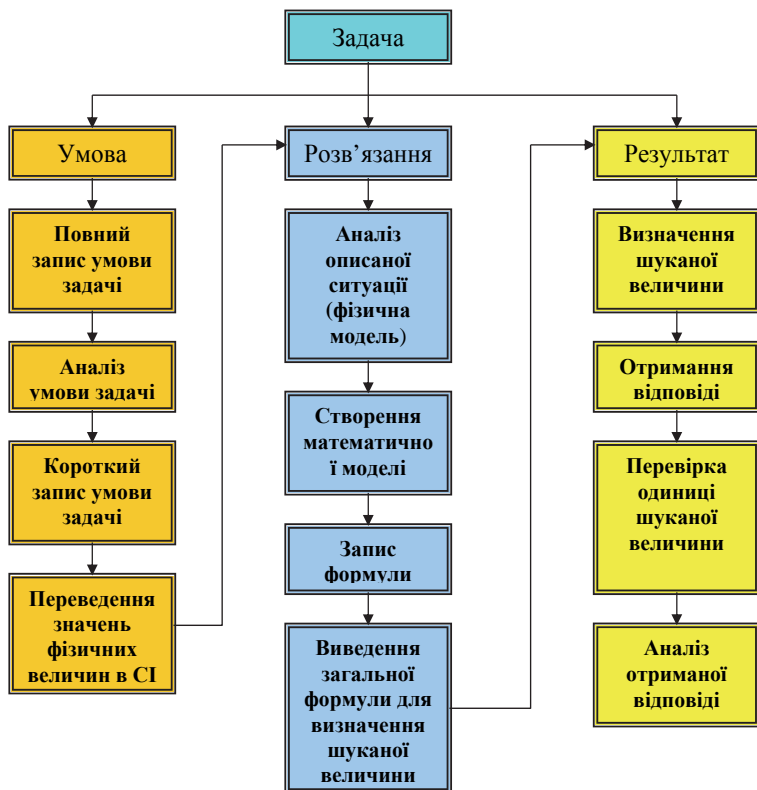 Задача
Умова
Повний
запис умови
задачі
Аналіз
умови задачі
Короткий
запис умови
задачі
Переведення
значень
фізичних
величин в СІ
Розв’язання
Аналіз
описаної
ситуації
(фізична
модель)
Створення
математично
ї моделі
Запис
формули
Виведення
загальної
формули для
визначення
шуканої
величини
Результат
Визначення
шуканої
величини
Отримання
відповіді
Перевірка
одиниці
шуканої
величини
Аналіз
отриманої
відповіді